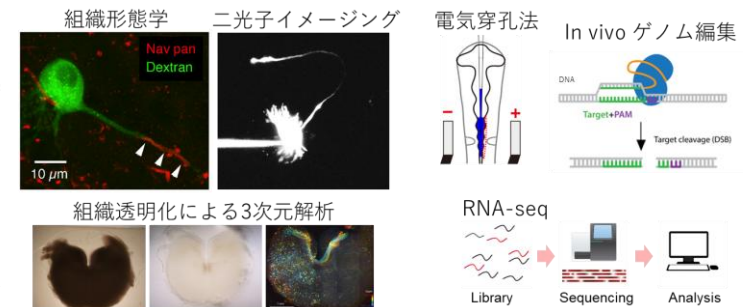 組織形態学
二光子イメージング
Nav pan
Dextran
10 µm
組織透明化による3次元解析
電気穿孔法
－
+
In vivo ゲノム編集
DNA
Target+PAM
Target cleavage (DSB)
RNA-seq
Library
Sequencing
Analysis